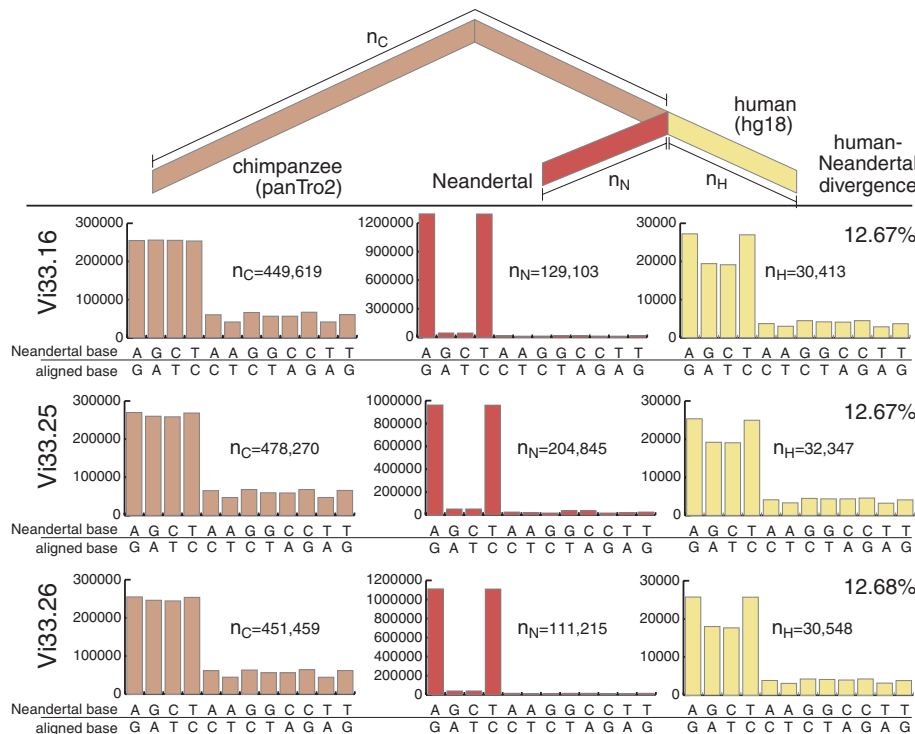 n_C
human
(hg18)
human-
Neandertal
divergence
chimpanzee
(panTro2)
Neandertal
n_N
n_H
Vi33.16
300000
200000
100000
0
n_C=449,619
1200000
900000
600000
300000
0
n_N=129,103
30000
20000
10000
0
n_H=30,413
12.67%
Neandertal base A G C T A A G G C C T T A G C T A A G G C C T T A G C T A A G G C C T T
aligned base G A T C C T C T A G A G G A T C C T C T A G A G G A T C C T C T A G A G
Vi33.25
300000
200000
100000
0
n_C=478,270
1000000
800000
600000
400000
200000
0
n_N=204,845
30000
20000
10000
0
n_H=32,347
12.67%
Neandertal base A G C T A A G G C C T T A G C T A A G G C C T T A G C T A A G G C C T T
aligned base G A T C C T C T A G A G G A T C C T C T A G A G G A T C C T C T A G A G
Vi33.26
300000
200000
100000
0
n_C=451,459
1200000
1000000
800000
600000
400000
200000
0
n_N=111,215
30000
20000
10000
0
n_H=30,548
12.68%
Neandertal base A G C T A A G G C C T T A G C T A A G G C C T T A G C T A A G G C C T T
aligned base G A T C C T C T A G A G G A T C C T C T A G A G G A T C C T C T A G A G